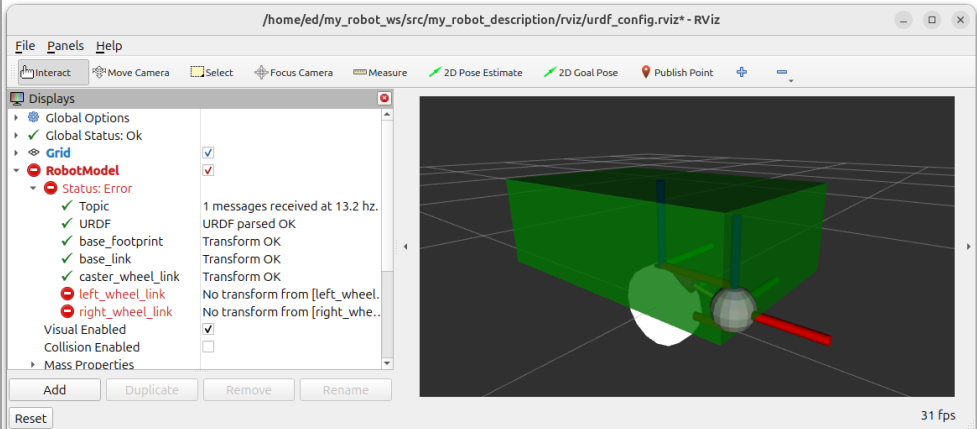 /home/ed/my_robot_ws/src/my_robot_description/rviz/urdf_config.rviz* - RViz
File Panels Help
Interact Move Camera Select Focus Camera Measure 2D Pose Estimate 2D Goal Pose Publish Point
Displays
Global Options
Global Status: Ok
Grid
RobotModel
Status: Error
Topic 1 messages received at 13.2 hz.
URDF URDF parsed OK
base_footprint Transform OK
base_link Transform OK
caster_wheel_link Transform OK
left_wheel_link No transform from [left_wheel..
right_wheel_link No transform from [right_whe...
Visual Enabled
Collision Enabled
Mass Properties
Add Duplicate Remove Rename
Reset 31 fps